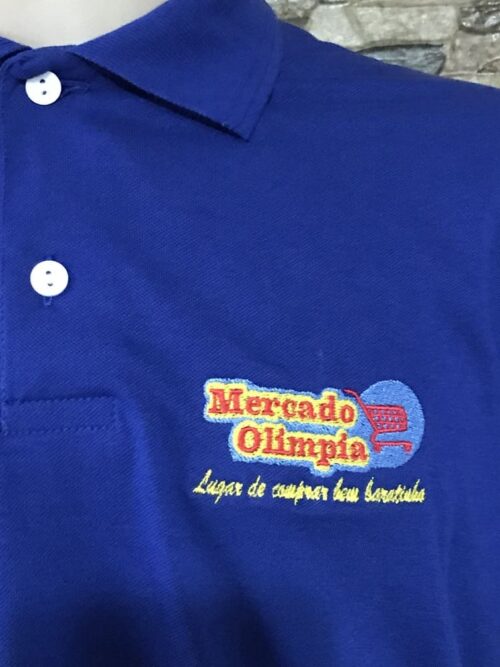 Mercado
Olimpia
Lugar de comprar bem baratinho